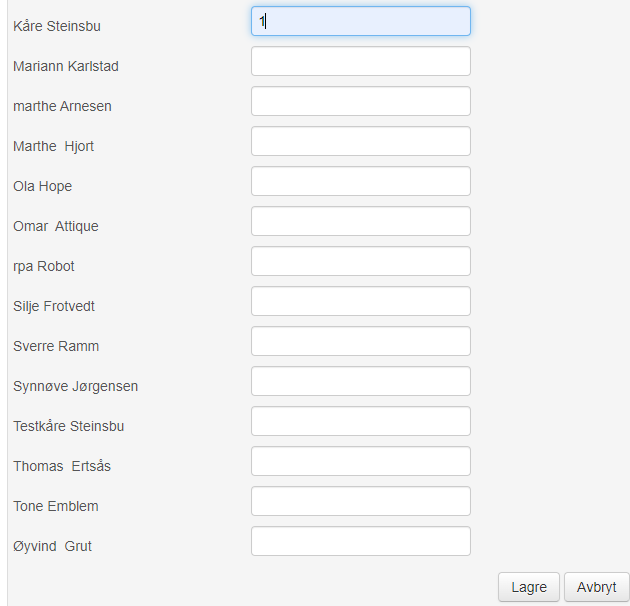 Kåre Steinsbu 1
Mariann Karlstad
marthe Arnesen
Marthe  Hjort
Ola Hope
Omar  Attique
rpa Robot
Silje Frotvedt
Sverre Ramm
Synnøve Jørgensen
Testkåre Steinsbu
Thomas  Ertsås
Tone Emblem
Øyvind  Grut
Lagre Avbryt